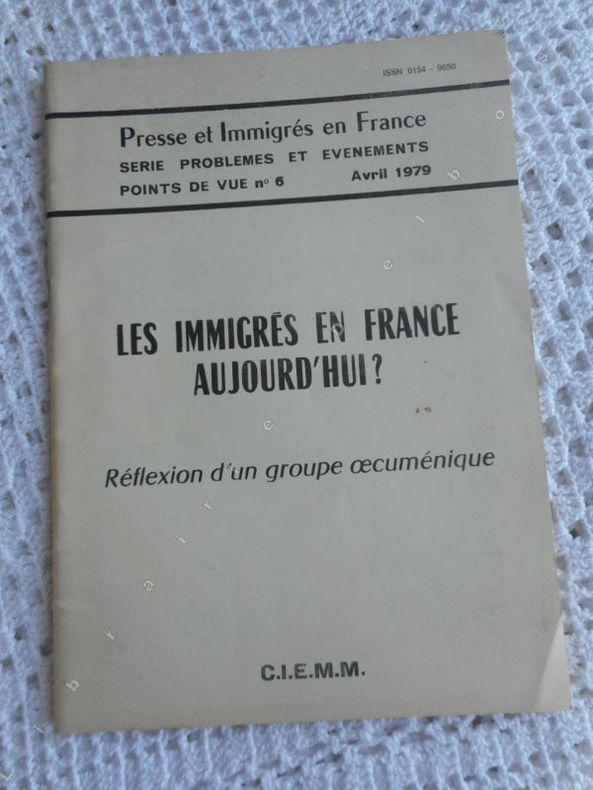 ISSN 0154 - 9650
Presse et Immigrés en France
SERIE PROBLEMES ET EVENEMENTS
POINTS DE VUE nº 6 Avril 1979
LES IMMIGRÉS EN FRANCE
AUJOURD'HUI ?
Réflexion d'un groupe œcuménique
C.I.E.M.M.